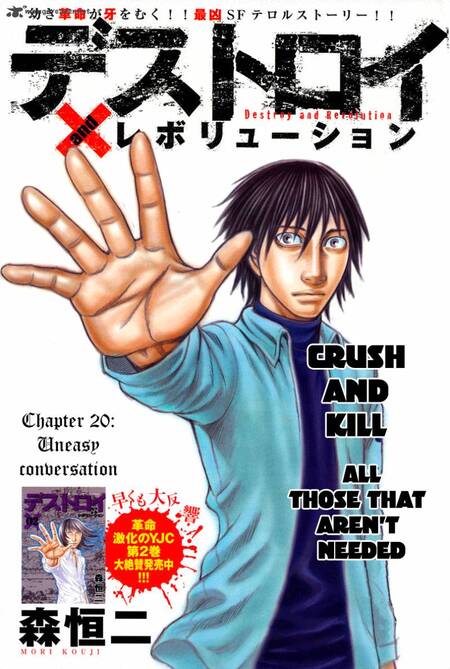 幼き革命が牙をむく！！最凶SFテロルストーリー！！
デストロイ
Destroy and Revolution
and
レボリューション
CRUSH
AND
KILL
ALL
THOSE THAT
AREN'T
NEEDED
Chapter 20:
Uneasy
conversation
デストロイ
森恒二
早くも大反響！
革命
激化のYJC
第2巻
大絶賛発売中
!!!
森恒二
MORI KOUJI